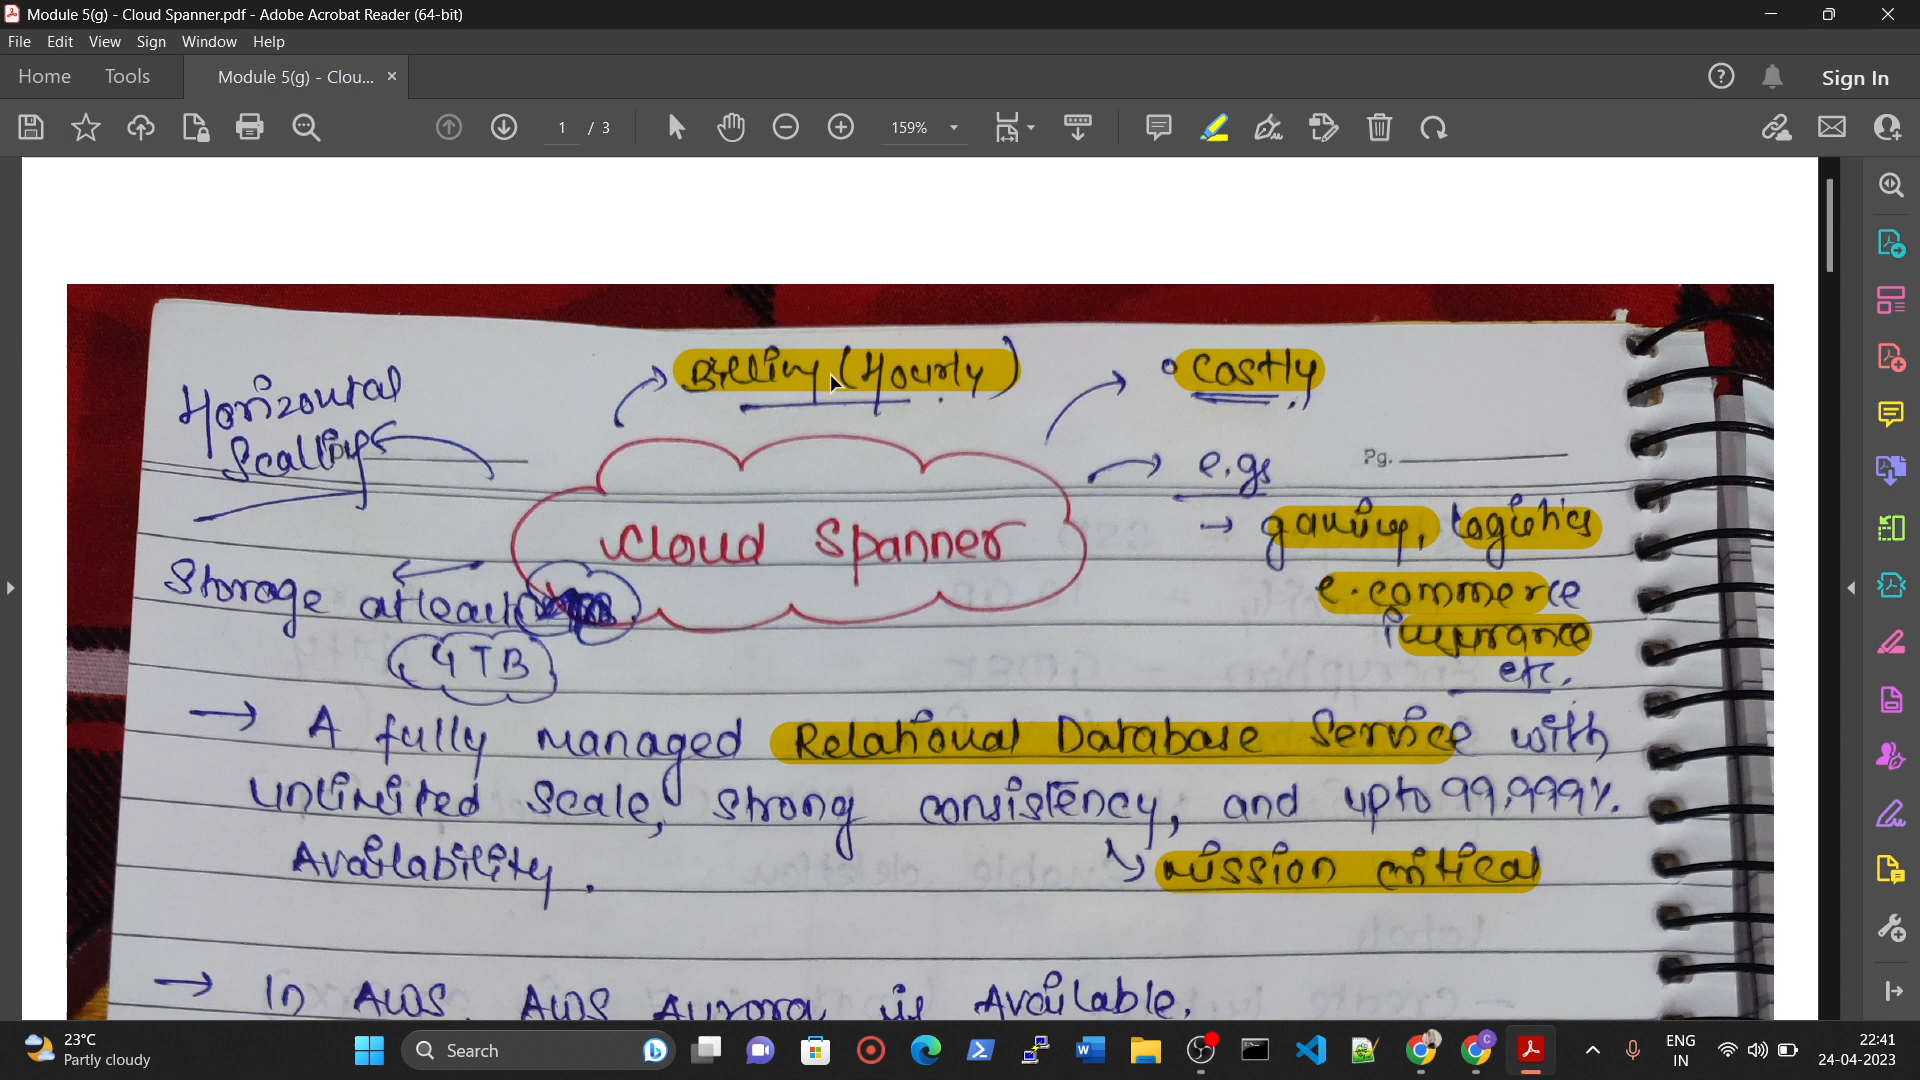 Module 5(g) - Cloud Spanner.pdf - Adobe Acrobat Reader (64-bit)
File Edit View Sign Window Help
Home Tools Module 5(g) - Clou... × Sign In
1 / 3 159%
Billing (Hourly)
Costly
Horizontal
Scalling
e.gs
Pg.
Cloud Spanner
→ gaming, logistics
e-commerce
insurance
etc.
Storage atleast
4 TB
→ A fully managed Relational Database Service with
unlimited scale, strong consistency, and upto 99.999%
Availability.
mission critical
→ In AWS, AWS Aurora is Available.
23°C
Partly cloudy
Search
ENG
IN
22:41
24-04-2023